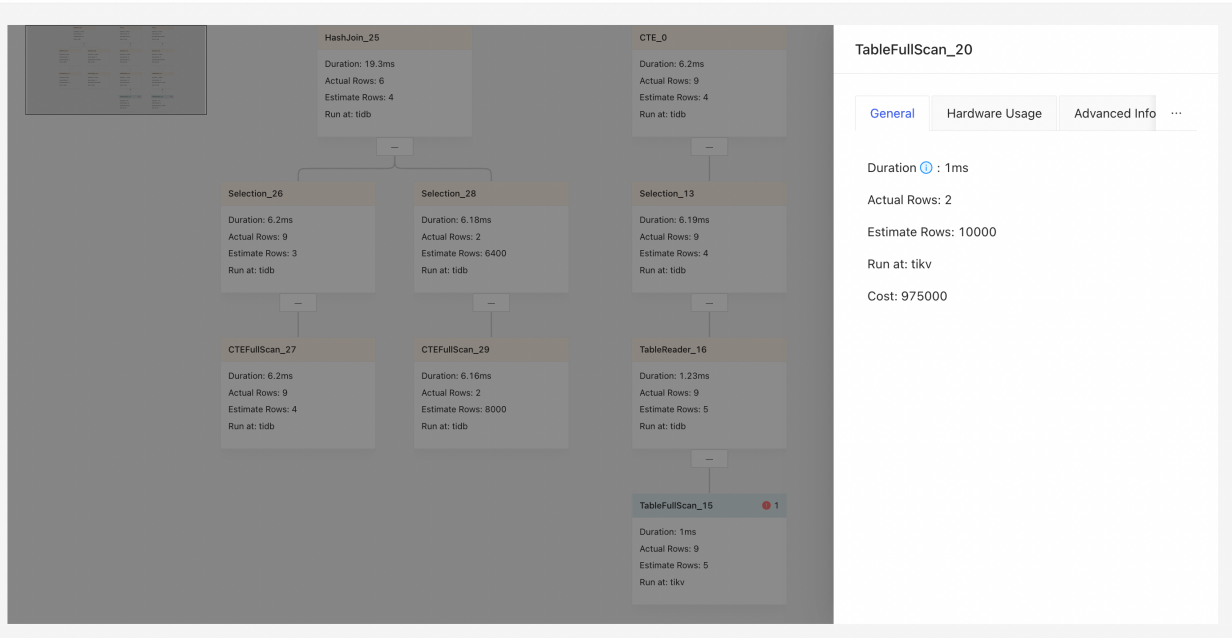 HashJoin_25
Duration: 19.3ms
Actual Rows: 6
Estimate Rows: 4
Run at: tidb
CTE_0
Duration: 6.2ms
Actual Rows: 9
Estimate Rows: 4
Run at: tidb
Selection_26
Duration: 6.2ms
Actual Rows: 9
Estimate Rows: 3
Run at: tidb
Selection_28
Duration: 6.18ms
Actual Rows: 2
Estimate Rows: 6400
Run at: tidb
Selection_13
Duration: 6.19ms
Actual Rows: 9
Estimate Rows: 4
Run at: tidb
CTEFullScan_27
Duration: 6.2ms
Actual Rows: 9
Estimate Rows: 4
Run at: tidb
CTEFullScan_29
Duration: 6.16ms
Actual Rows: 2
Estimate Rows: 8000
Run at: tidb
TableReader_16
Duration: 1.23ms
Actual Rows: 9
Estimate Rows: 5
Run at: tidb
TableFullScan_15 1
Duration: 1ms
Actual Rows: 9
Estimate Rows: 5
Run at: tikv
TableFullScan_20
General Hardware Usage Advanced Info ...
Duration : 1ms
Actual Rows: 2
Estimate Rows: 10000
Run at: tikv
Cost: 975000